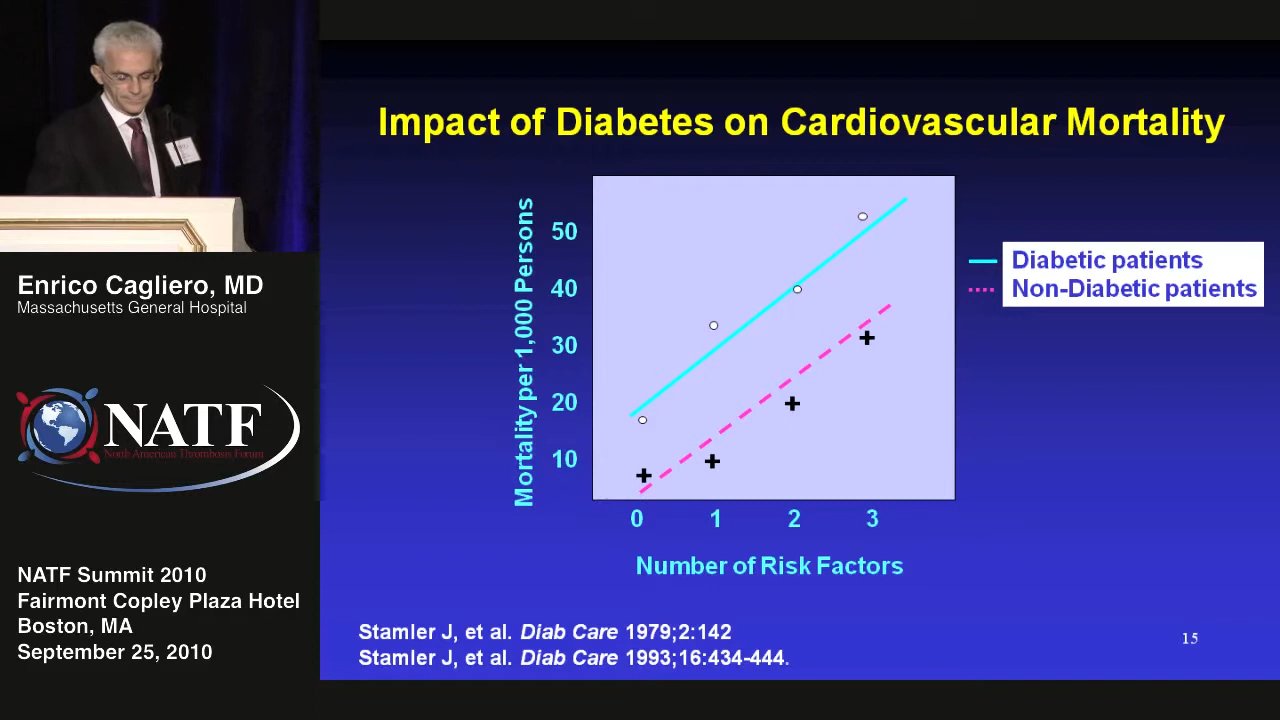 Impact of Diabetes on Cardiovascular Mortality
Mortality per 1,000 Persons
50
40
30
20
10
0 1 2 3
Number of Risk Factors
Diabetic patients
Non-Diabetic patients
Stamler J, et al. Diab Care 1979;2:142
Stamler J, et al. Diab Care 1993;16:434-444.
15
Enrico Cagliero, MD
Massachusetts General Hospital
NATF
North American Thrombosis Forum
NATF Summit 2010
Fairmont Copley Plaza Hotel
Boston, MA
September 25, 2010